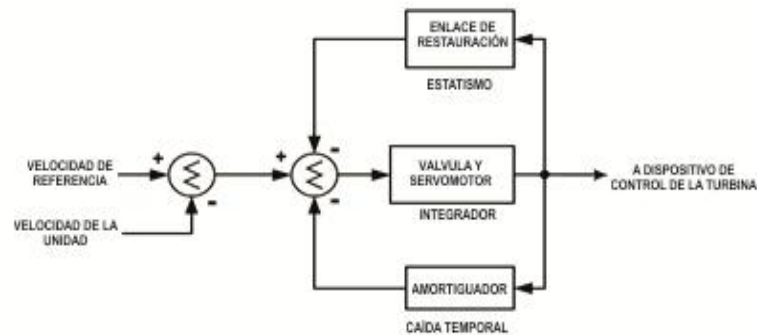 ENLACE DE
RESTAURACIÓN
ESTATISMO
VELOCIDAD DE
REFERENCIA
+
-
+
-
-
VALVULA Y
SERVOMOTOR
INTEGRADOR
A DISPOSITIVO DE
CONTROL DE LA TURBINA
VELOCIDAD DE LA
UNIDAD
AMORTIGUADOR
CAÍDA TEMPORAL